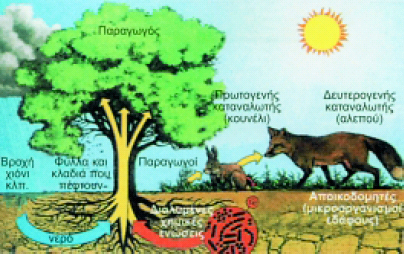 Παραγωγός
Πρωτογενής
καταναλωτής
(κουνέλι)
Δευτερογενής
καταναλωτής
(αλεπού)
Βροχή
χιόνι
κλπ.
Φύλλα και
κλαδιά που
πέφτουν
Παραγωγοί
νερό
Διαλυμένες
χημικές
ενώσεις
Αποικοδομητές
(μικροοργανισμοί
εδάφους)